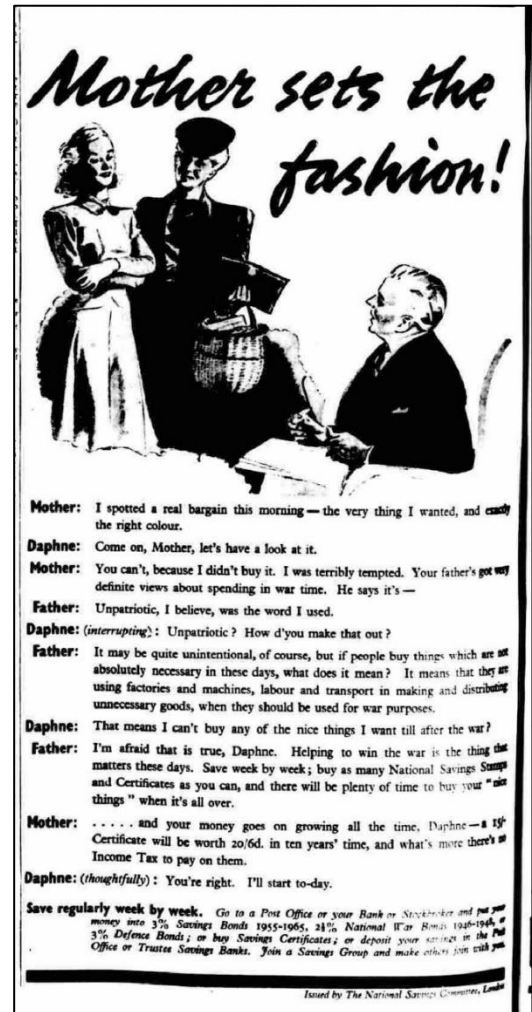 Mother sets the
fashion!
Mother: I spotted a real bargain this morning — the very thing I wanted, and exactly
the right colour.
Daphne: Come on, Mother, let's have a look at it.
Mother: You can't, because I didn't buy it. I was terribly tempted. Your father's got very
definite views about spending in war time. He says it's —
Father: Unpatriotic, I believe, was the word I used.
Daphne: (interrupting): Unpatriotic? How d'you make that out?
Father: It may be quite unintentional, of course, but if people buy things which are not
absolutely necessary in these days, what does it mean? It means that they are
using factories and machines, labour and transport in making and distributing
unnecessary goods, when they should be used for war purposes.
Daphne: That means I can't buy any of the nice things I want till after the war?
Father: I'm afraid that is true, Daphne. Helping to win the war is the thing that
matters these days. Save week by week; buy as many National Savings Stamps
and Certificates as you can, and there will be plenty of time to buy your "nice
things" when it's all over.
Mother: . . . . . and your money goes on growing all the time, Daphne — a 15/-
Certificate will be worth 20/6d. in ten years' time, and what's more there's no
Income Tax to pay on them.
Daphne: (thoughtfully): You're right. I'll start to-day.
Save regularly week by week. Go to a Post Office or your Bank or Stockbroker and put your
money into 3% Savings Bonds 1955-1965, 2½% National War Bonds 1946-1948, or
3% Defence Bonds; or buy Savings Certificates; or deposit your savings in the Post
Office or Trustee Savings Banks. Join a Savings Group and make others join with you.
Issued by The National Savings Committee, London